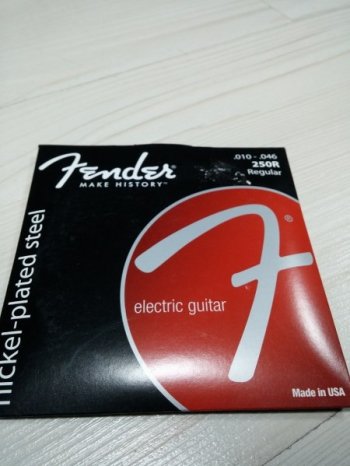 Fender
MAKE HISTORY™
.010 - .046
250R
Regular
nickel-plated steel
F®
electric guitar
Made in USA